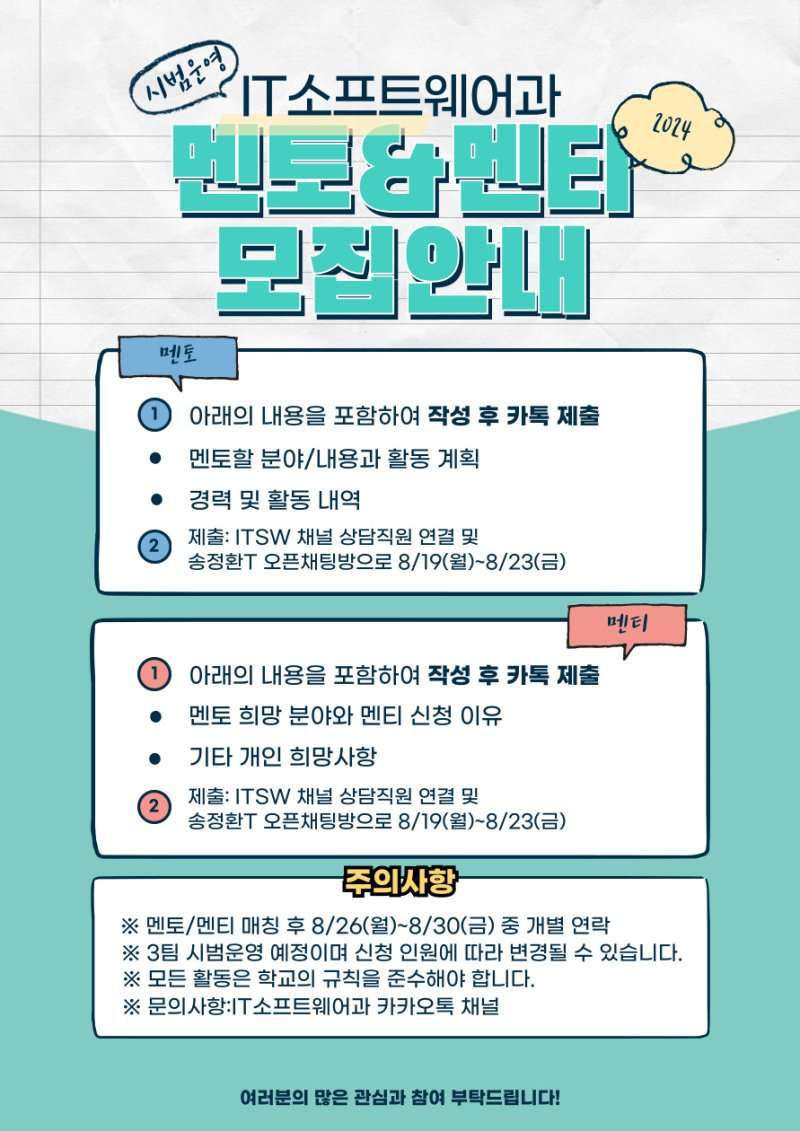 시범운영
IT소프트웨어과
2024
멘토&멘티
모집안내
멘토
1 아래의 내용을 포함하여 작성 후 카톡 제출
● 멘토할 분야/내용과 활동 계획
● 경력 및 활동 내역
2 제출: ITSW 채널 상담직원 연결 및
송정환T 오픈채팅방으로 8/19(월)~8/23(금)
멘티
1 아래의 내용을 포함하여 작성 후 카톡 제출
● 멘토 희망 분야와 멘티 신청 이유
● 기타 개인 희망사항
2 제출: ITSW 채널 상담직원 연결 및
송정환T 오픈채팅방으로 8/19(월)~8/23(금)
주의사항
※ 멘토/멘티 매칭 후 8/26(월)~8/30(금) 중 개별 연락
※ 3팀 시범운영 예정이며 신청 인원에 따라 변경될 수 있습니다.
※ 모든 활동은 학교의 규칙을 준수해야 합니다.
※ 문의사항:IT소프트웨어과 카카오톡 채널
여러분의 많은 관심과 참여 부탁드립니다!